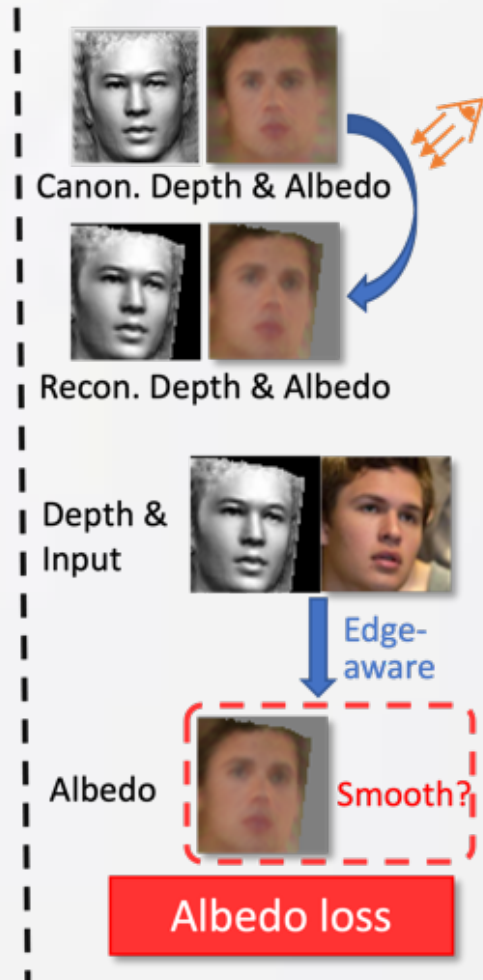 Canon. Depth & Albedo
Recon. Depth & Albedo
Depth &
Input
Edge-
aware
Albedo
Smooth?
Albedo loss